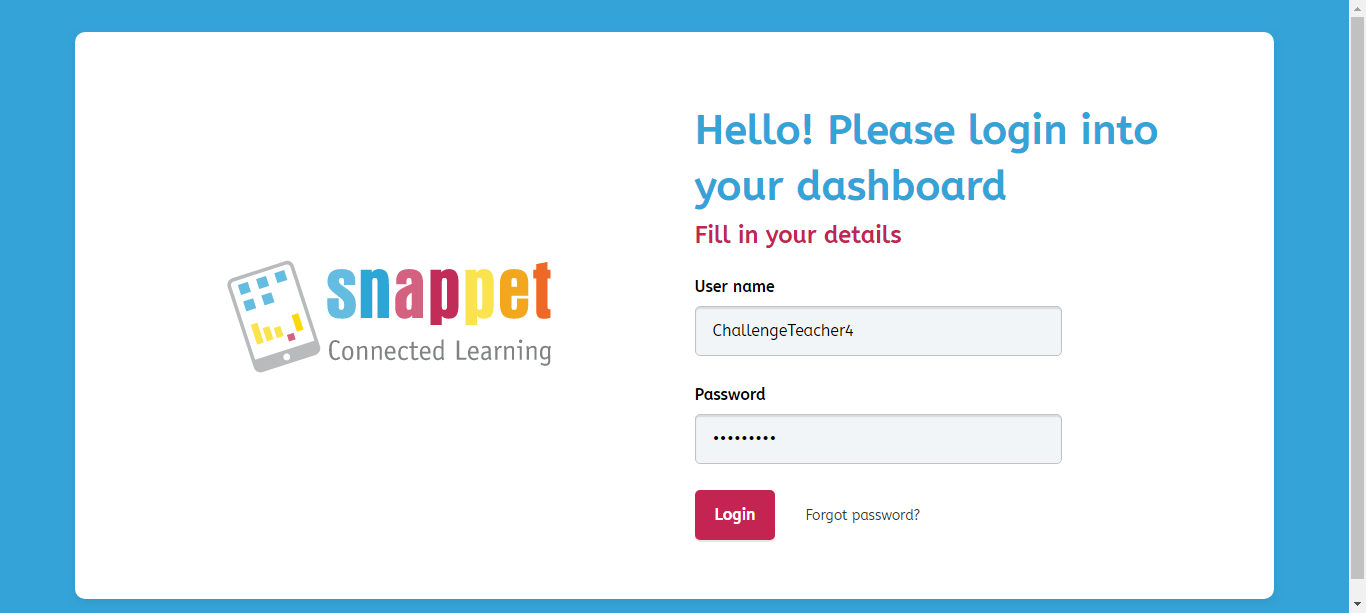 Hello! Please login into
your dashboard
Fill in your details
snappet
Connected Learning
User name
ChallengeTeacher4
Password
•••••••••
Login
Forgot password?